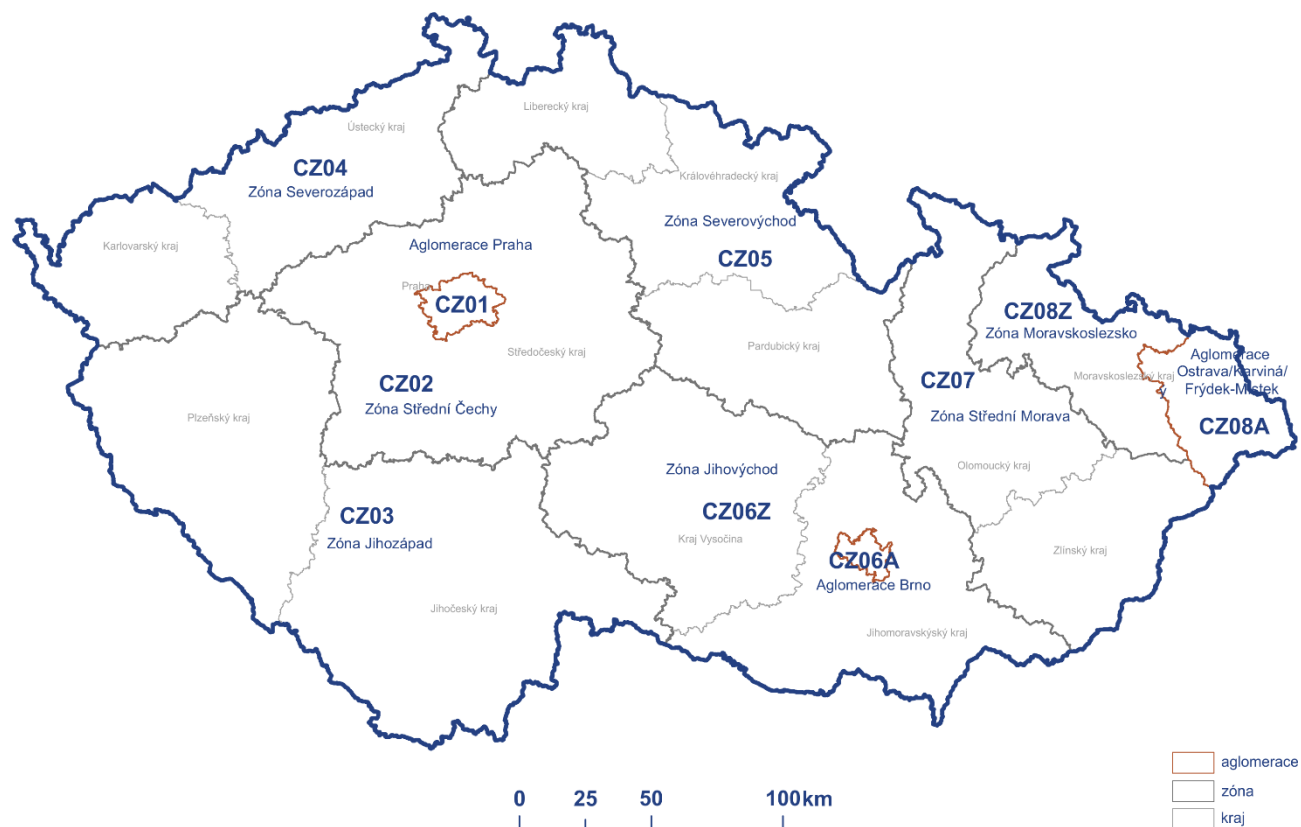 Liberecký kraj
Ústecký kraj
CZ04
Zóna Severozápad
Královéhradecký kraj
Karlovarský kraj
Zóna Severovýchod
CZ05
Aglomerace Praha
Praha
CZ01
Středočeský kraj
CZ02
Zóna Střední Čechy
Pardubický kraj
CZ08Z
Zóna Moravskoslezsko
Moravskoslezský kraj
y
Aglomerace
Ostrava/Karviná/
Frýdek-Místek
CZ08A
CZ07
Zóna Střední Morava
Olomoucký kraj
Plzeňský kraj
Zóna Jihovýchod
CZ06Z
Kraj Vysočina
CZ03
Zóna Jihozápad
CZ06A
Aglomerace Brno
Zlínský kraj
Jihočeský kraj
Jihomoravskýský kraj
aglomerace
zóna
kraj
0 25 50 100km